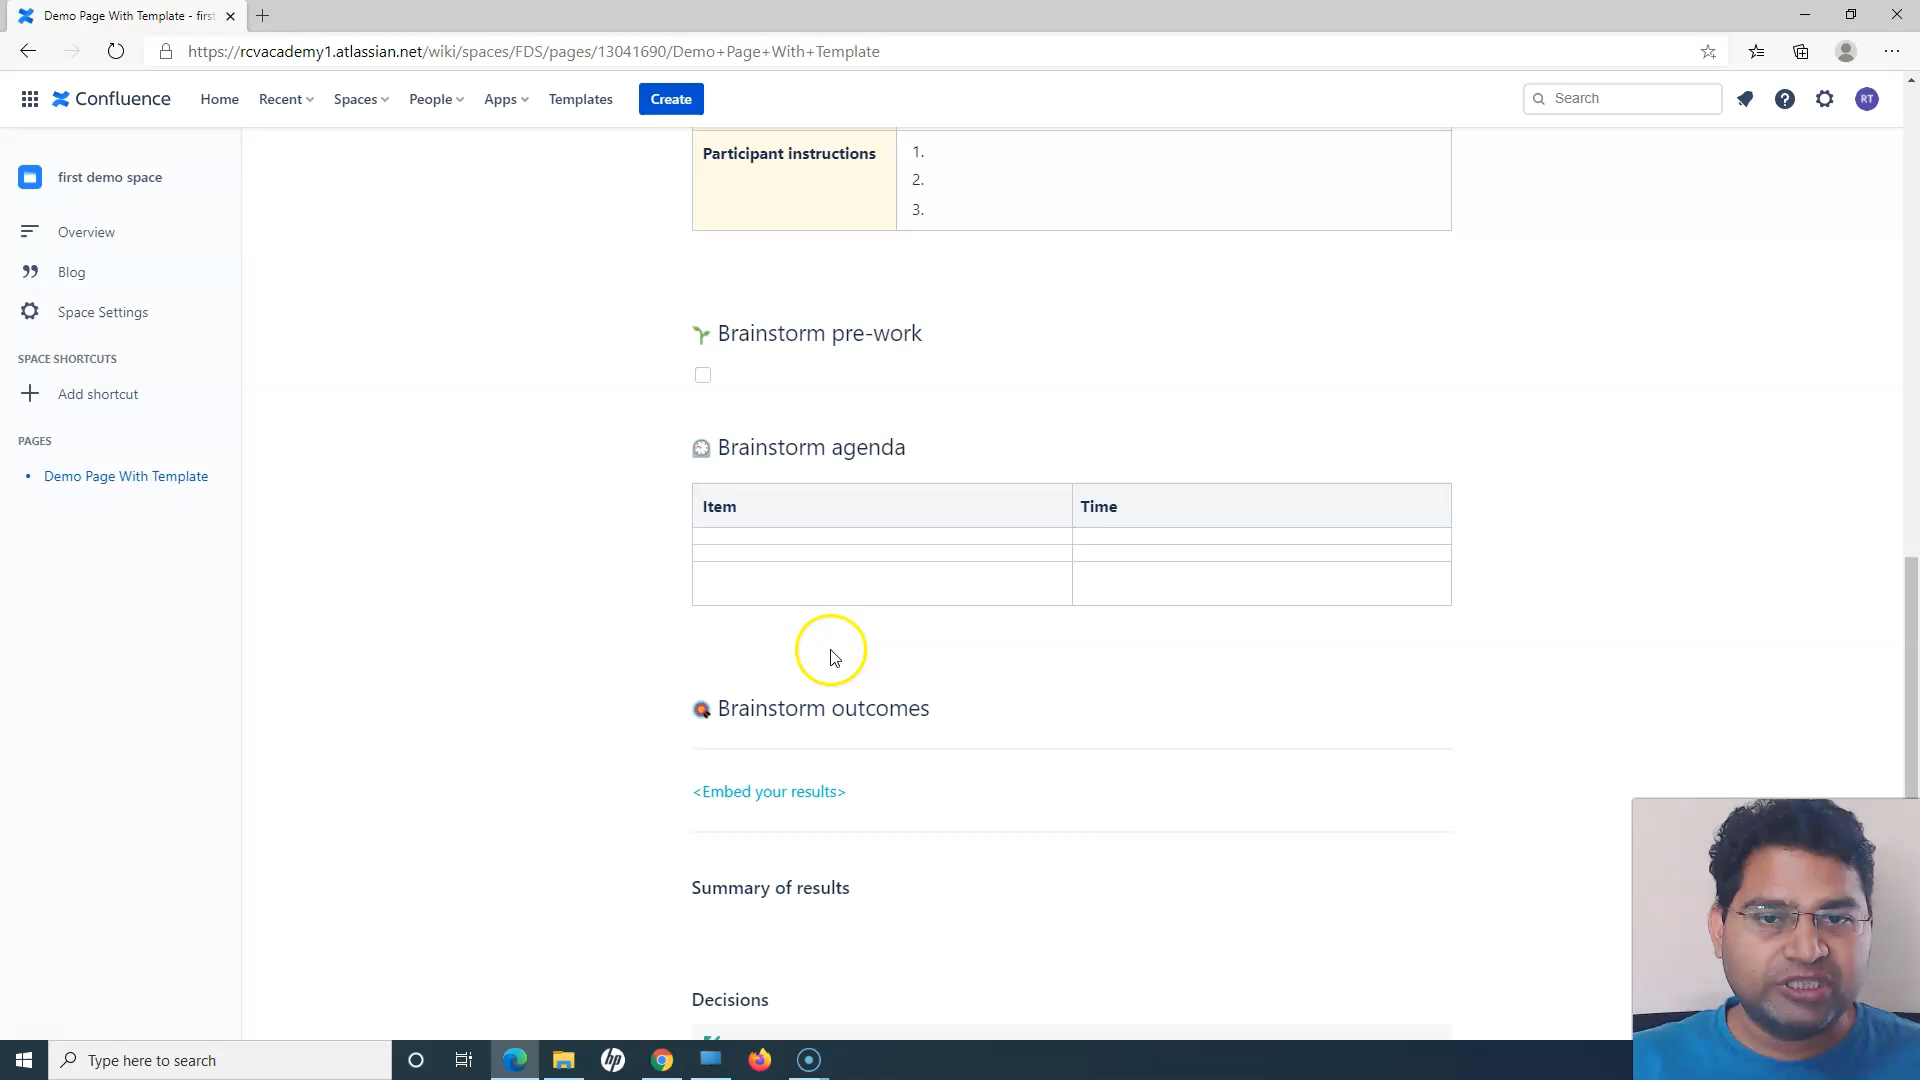 Demo Page With Template - first
https://rcvacademy1.atlassian.net/wiki/spaces/FDS/pages/13041690/Demo+Page+With+Template
Confluence
Home
Recent
Spaces
People
Apps
Templates
Create
Search
RT
first demo space
Overview
Blog
Space Settings
SPACE SHORTCUTS
Add shortcut
PAGES
• Demo Page With Template
Participant instructions
1.
2.
3.
Brainstorm pre-work
Brainstorm agenda
Item
Time
Brainstorm outcomes
<Embed your results>
Summary of results
Decisions
Type here to search
hp